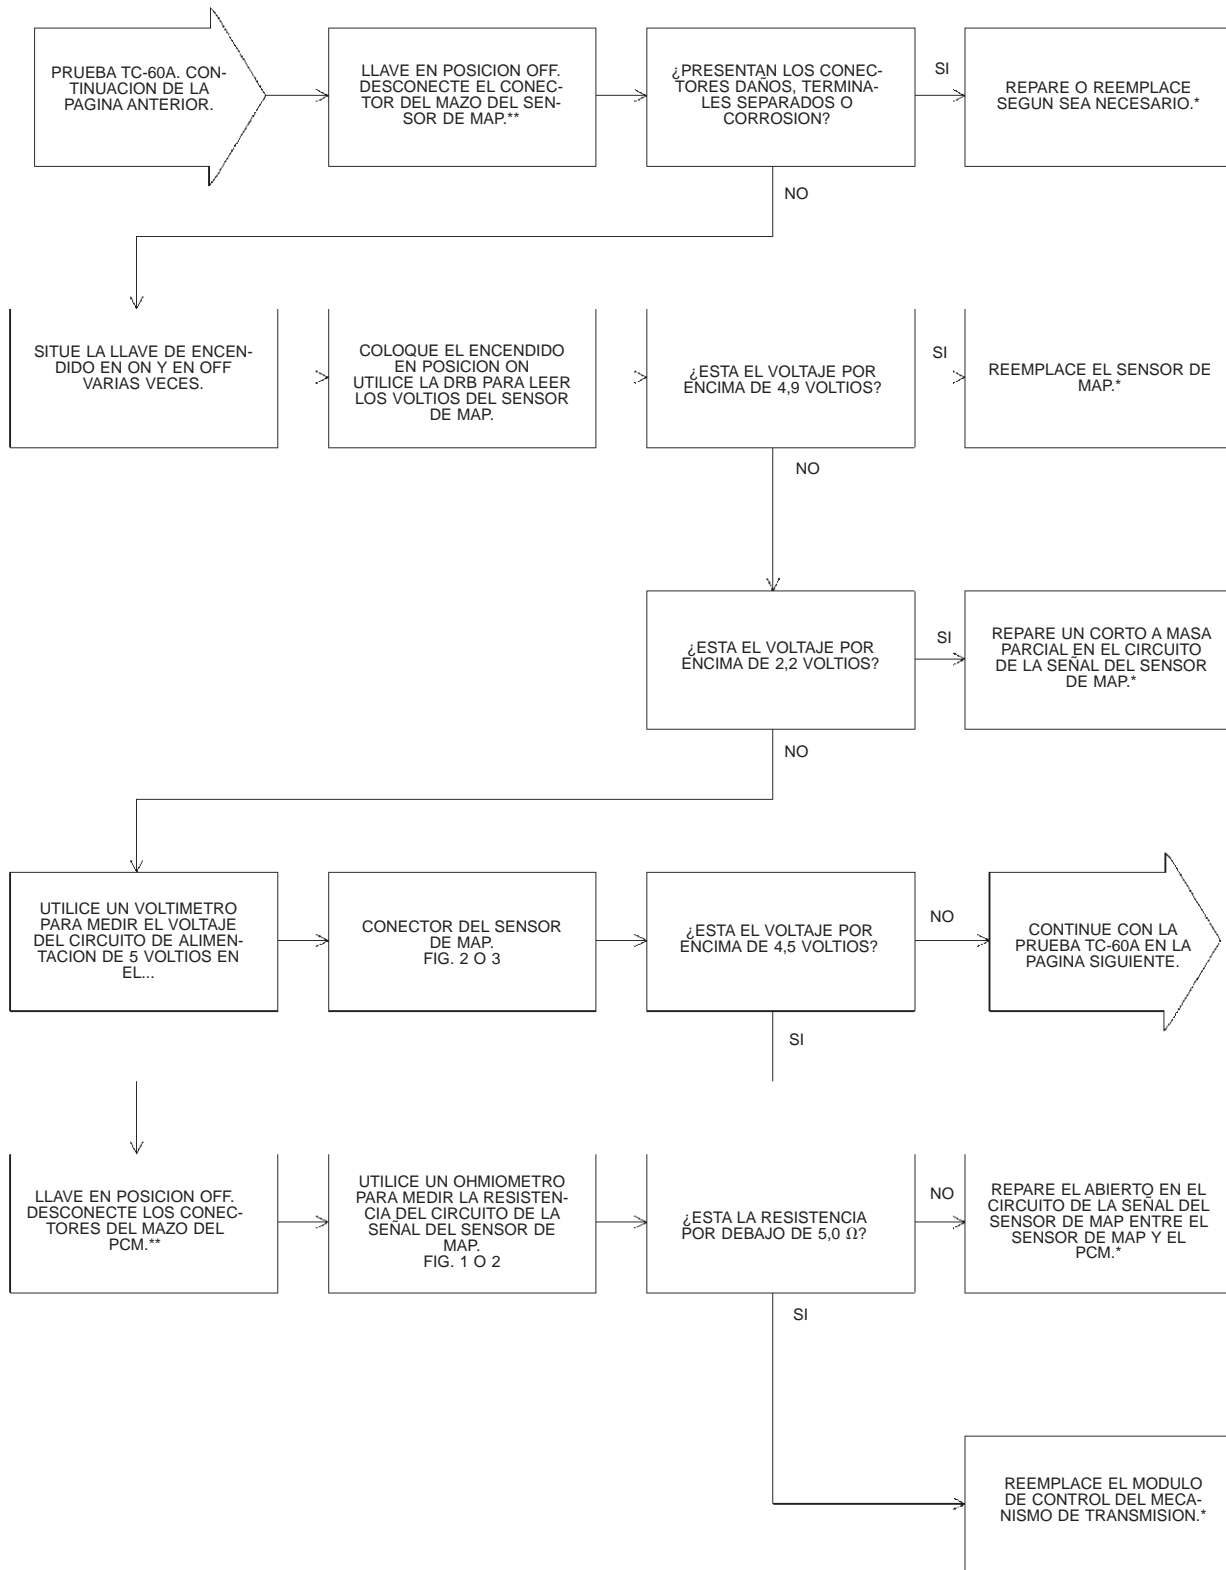 PRUEBA TC-60A. CON-
TINUACION DE LA
PAGINA ANTERIOR.
LLAVE EN POSICION OFF.
DESCONECTE EL CONEC-
TOR DEL MAZO DEL SEN-
SOR DE MAP.**
¿PRESENTAN LOS CONEC-
TORES DAÑOS, TERMINA-
LES SEPARADOS O
CORROSION?
SI
REPARE O REEMPLACE
SEGUN SEA NECESARIO.*
NO
SITUE LA LLAVE DE ENCEN-
DIDO EN ON Y EN OFF
VARIAS VECES.
COLOQUE EL ENCENDIDO
EN POSICION ON
UTILICE LA DRB PARA LEER
LOS VOLTIOS DEL SENSOR
DE MAP.
¿ESTA EL VOLTAJE POR
ENCIMA DE 4,9 VOLTIOS?
SI
REEMPLACE EL SENSOR DE
MAP.*
NO
¿ESTA EL VOLTAJE POR
ENCIMA DE 2,2 VOLTIOS?
SI
REPARE UN CORTO A MASA
PARCIAL EN EL CIRCUITO
DE LA SEÑAL DEL SENSOR
DE MAP.*
NO
UTILICE UN VOLTIMETRO
PARA MEDIR EL VOLTAJE
DEL CIRCUITO DE ALIMEN-
TACION DE 5 VOLTIOS EN
EL...
CONECTOR DEL SENSOR
DE MAP.
FIG. 2 O 3
¿ESTA EL VOLTAJE POR
ENCIMA DE 4,5 VOLTIOS?
NO
CONTINUE CON LA
PRUEBA TC-60A EN LA
PAGINA SIGUIENTE.
SI
LLAVE EN POSICION OFF.
DESCONECTE LOS CONEC-
TORES DEL MAZO DEL
PCM.**
UTILICE UN OHMIOMETRO
PARA MEDIR LA RESISTEN-
CIA DEL CIRCUITO DE LA
SEÑAL DEL SENSOR DE
MAP.
FIG. 1 O 2
¿ESTA LA RESISTENCIA
POR DEBAJO DE 5,0 Ω?
NO
REPARE EL ABIERTO EN EL
CIRCUITO DE LA SEÑAL DEL
SENSOR DE MAP ENTRE EL
SENSOR DE MAP Y EL
PCM.*
SI
REEMPLACE EL MODULO
DE CONTROL DEL MECA-
NISMO DE TRANSMISION.*